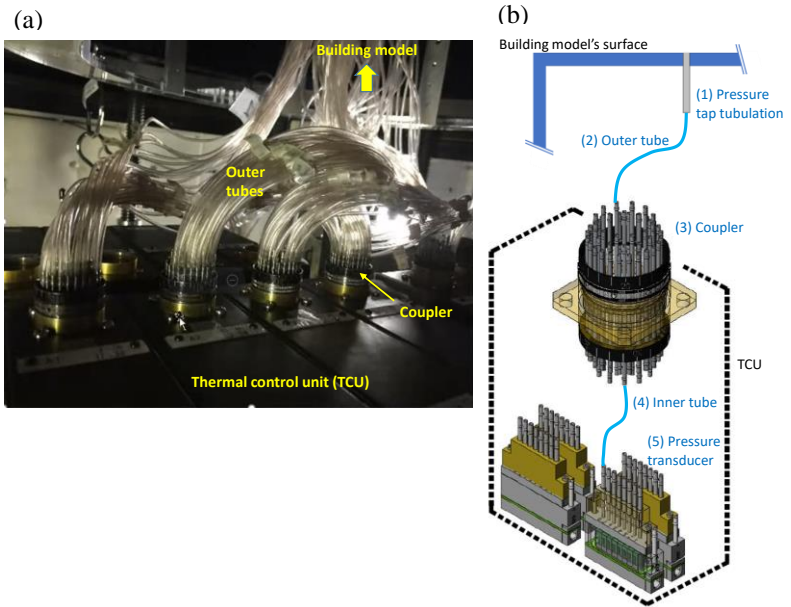 (a)
Building model
Outer
tubes
Coupler
Thermal control unit (TCU)
(b)
Building model's surface
(1) Pressure
tap tubulation
(2) Outer tube
(3) Coupler
TCU
(4) Inner tube
(5) Pressure
transducer